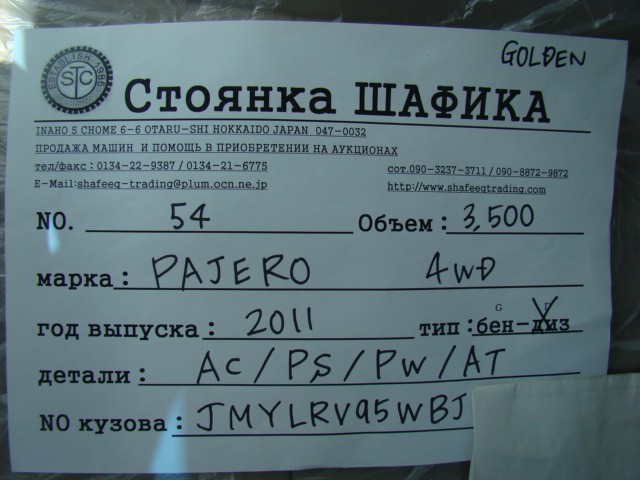 GOLDEN
ESTABLISH 1986
STC
Стоянка ШАФИКА
INAHO 5 CHOME 6-6 OTARU-SHI HOKKAIDO JAPAN 047-0032
ПРОДАЖА МАШИН И ПОМОЩЬ В ПРИОБРЕТЕНИИ НА АУКЦИОНАХ
тел/факс : 0134-22-9387 / 0134-21-6775 сот.090-3237-3711 / 090-8872-9872
E-Mail:shafeeq-trading@plum.ocn.ne.jp http://www.shafeeqtrading.com
NO. 54 Объем : 3,500
марка : PAJERO 4WD
год выпуска : 2011 тип : бен-диз
G D
детали : AC / PS / PW / AT
NO кузова : JMYLRV95WBJ